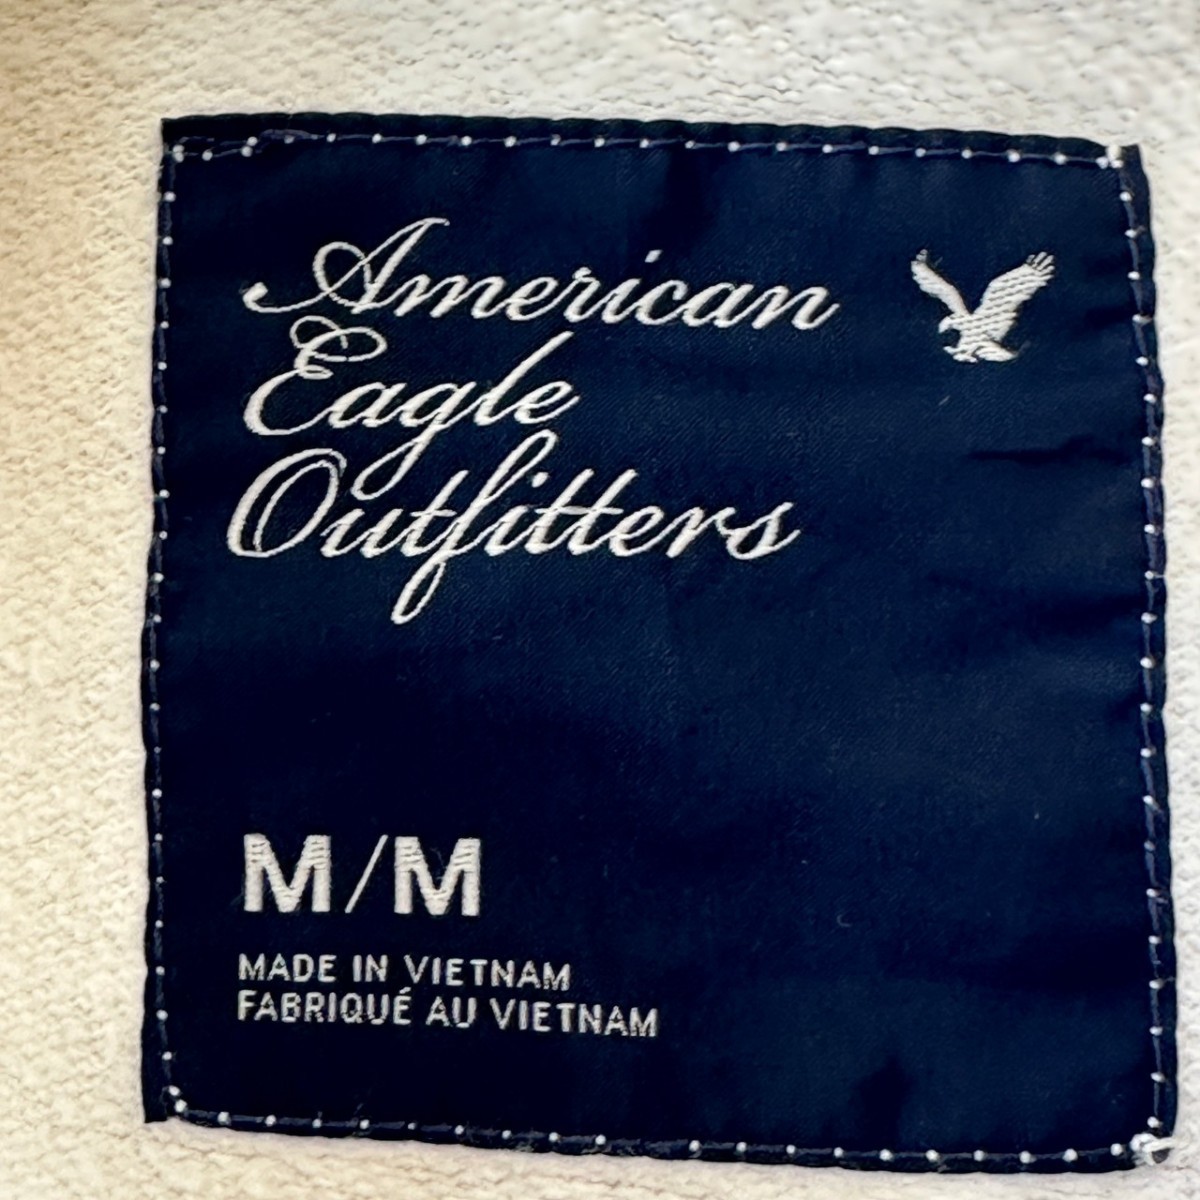 American
Eagle
Outfitters
M/M
MADE IN VIETNAM
FABRIQUÉ AU VIETNAM